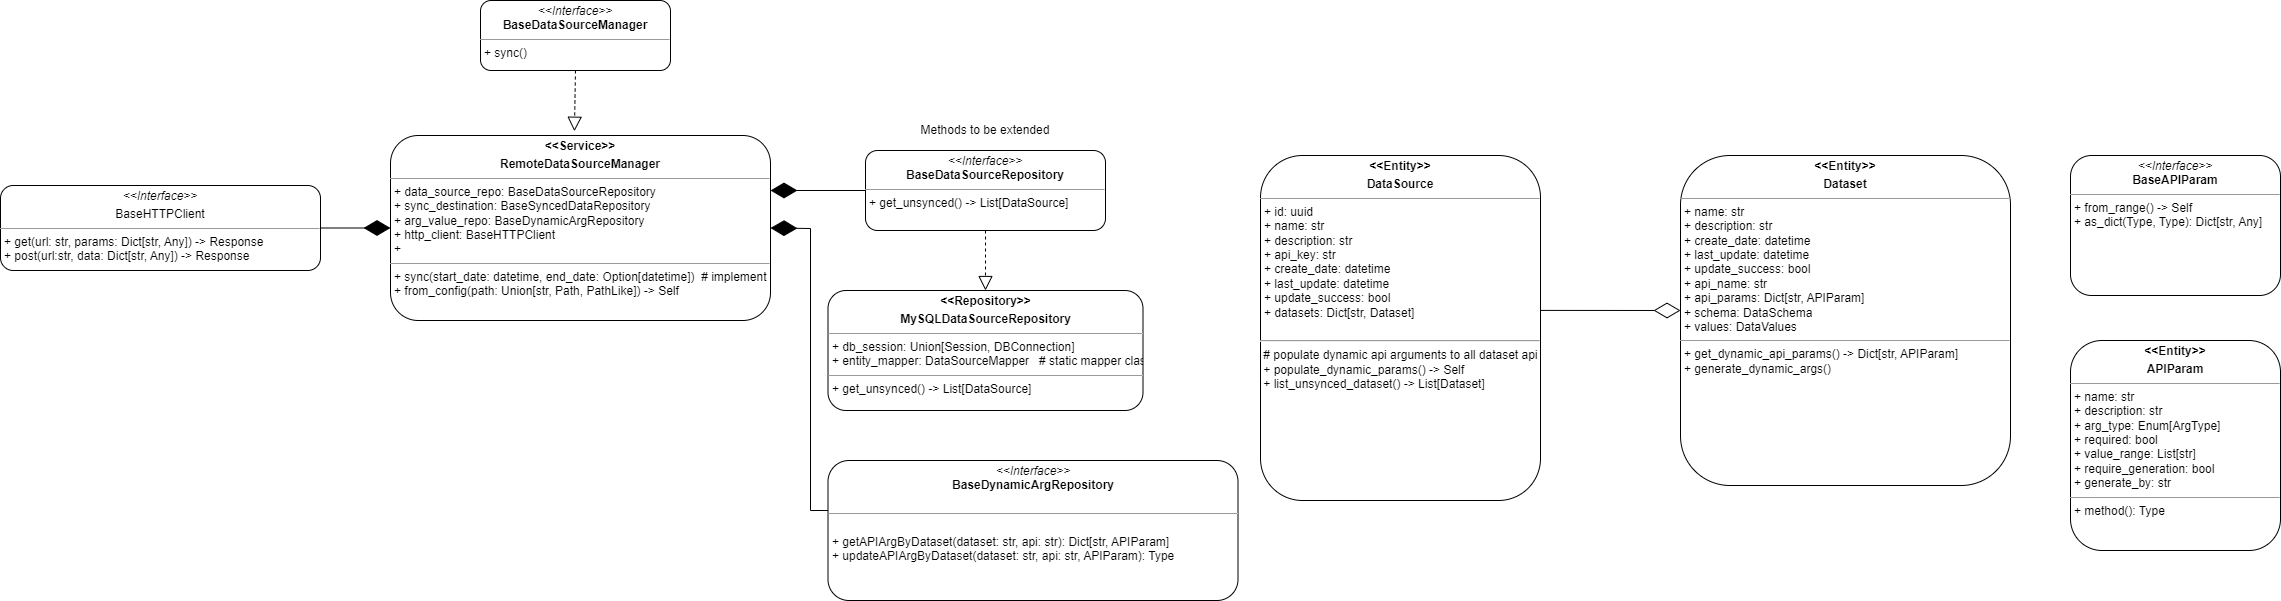 <<Interface>>
BaseDataSourceManager
+ sync()
<<Service>>
RemoteDataSourceManager
+ data_source_repo: BaseDataSourceRepository
+ sync_destination: BaseSyncedDataRepository
+ arg_value_repo: BaseDynamicArgRepository
+ http_client: BaseHTTPClient
+
+ sync(start_date: datetime, end_date: Option[datetime])  # implement
+ from_config(path: Union[str, Path, PathLike]) -> Self
<<Interface>>
BaseHTTPClient
+ get(url: str, params: Dict[str, Any]) -> Response
+ post(url:str, data: Dict[str, Any]) -> Response
Methods to be extended
<<Interface>>
BaseDataSourceRepository
+ get_unsynced() -> List[DataSource]
<<Repository>>
MySQLDataSourceRepository
+ db_session: Union[Session, DBConnection]
+ entity_mapper: DataSourceMapper   # static mapper clas
+ get_unsynced() -> List[DataSource]
<<Interface>>
BaseDynamicArgRepository
+ getAPIArgByDataset(dataset: str, api: str): Dict[str, APIParam]
+ updateAPIArgByDataset(dataset: str, api: str, APIParam): Type
<<Entity>>
DataSource
+ id: uuid
+ name: str
+ description: str
+ api_key: str
+ create_date: datetime
+ last_update: datetime
+ update_success: bool
+ datasets: Dict[str, Dataset]
# populate dynamic api arguments to all dataset api
+ populate_dynamic_params() -> Self
+ list_unsynced_dataset() -> List[Dataset]
<<Entity>>
Dataset
+ name: str
+ description: str
+ create_date: datetime
+ last_update: datetime
+ update_success: bool
+ api_name: str
+ api_params: Dict[str, APIParam]
+ schema: DataSchema
+ values: DataValues
+ get_dynamic_api_params() -> Dict[str, APIParam]
+ generate_dynamic_args()
<<Interface>>
BaseAPIParam
+ from_range() -> Self
+ as_dict(Type, Type): Dict[str, Any]
<<Entity>>
APIParam
+ name: str
+ description: str
+ arg_type: Enum[ArgType]
+ required: bool
+ value_range: List[str]
+ require_generation: bool
+ generate_by: str
+ method(): Type